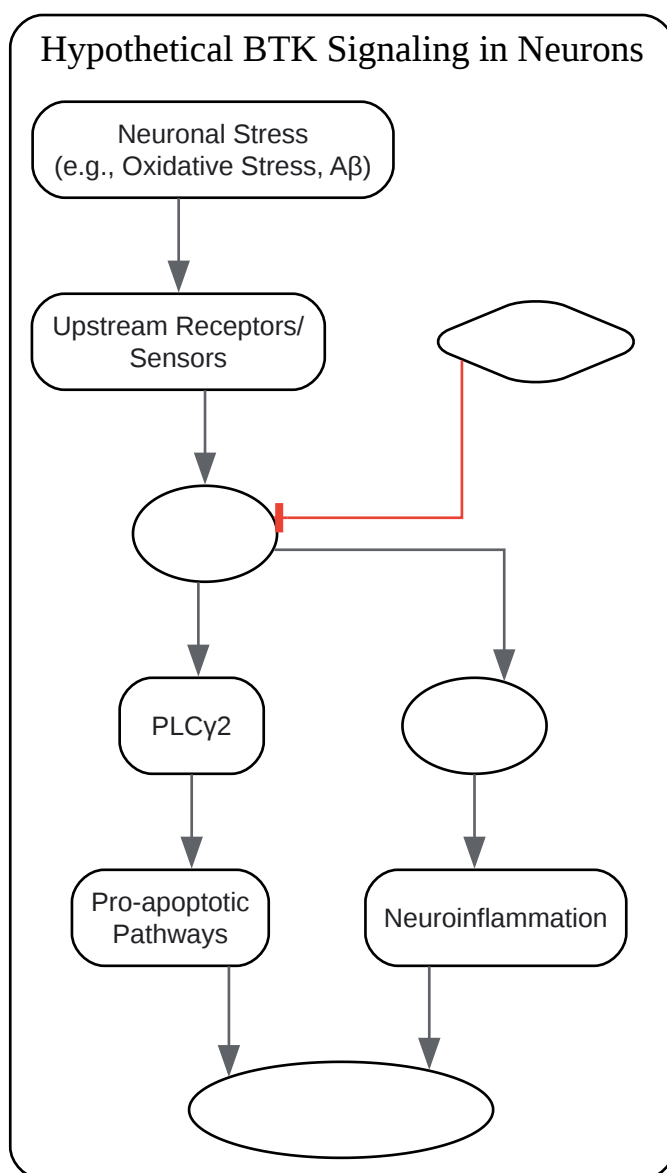 Hypothetical BTK Signaling in Neurons
Neuronal Stress
(e.g., Oxidative Stress, Aβ)
Upstream Receptors/
Sensors
PLCγ2
Pro-apoptotic
Pathways
Neuroinflammation